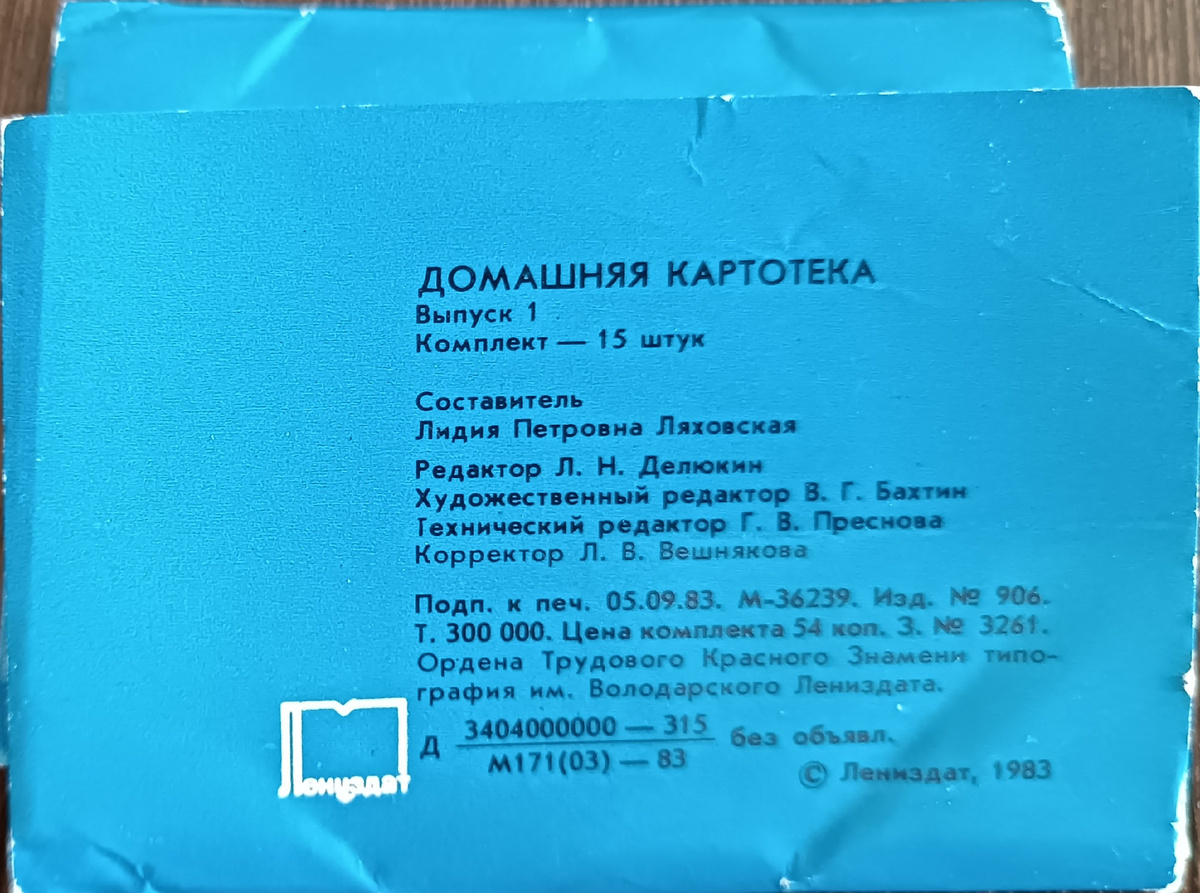 ДОМАШНЯЯ КАРТОТЕКА
Выпуск 1
Комплект — 15 штук
Составитель
Лидия Петровна Ляховская
Редактор Л. Н. Делюкин
Художественный редактор В. Г. Бахтин
Технический редактор Г. В. Преснова
Корректор Л. В. Вешнякова
Подп. к печ. 05.09.83. М-36239. Изд. № 906.
Т. 300 000. Цена комплекта 54 коп. З. № 3261.
Ордена Трудового Красного Знамени типо-
графия им. Володарского Лениздата.
Д 3404000000 — 315 без объявл.
М171(03) — 83
© Лениздат, 1983
Лениздат